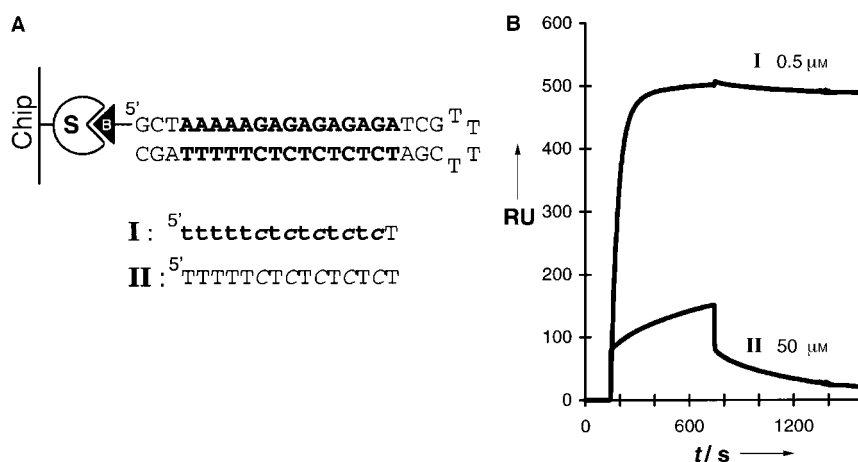 A
Chip
S
B
5'
GCTAAAAAGAGAGAGAGATCG T T
CGATTTTTCTCTCTCTCTAGC T T
I : 5' tttttctctctctcT
II : 5' TTTTTCTCTCTCTCT
B
600
500
400
300
200
100
0
RU
I 0.5 μM
II 50 μM
0 600 1200
t / s